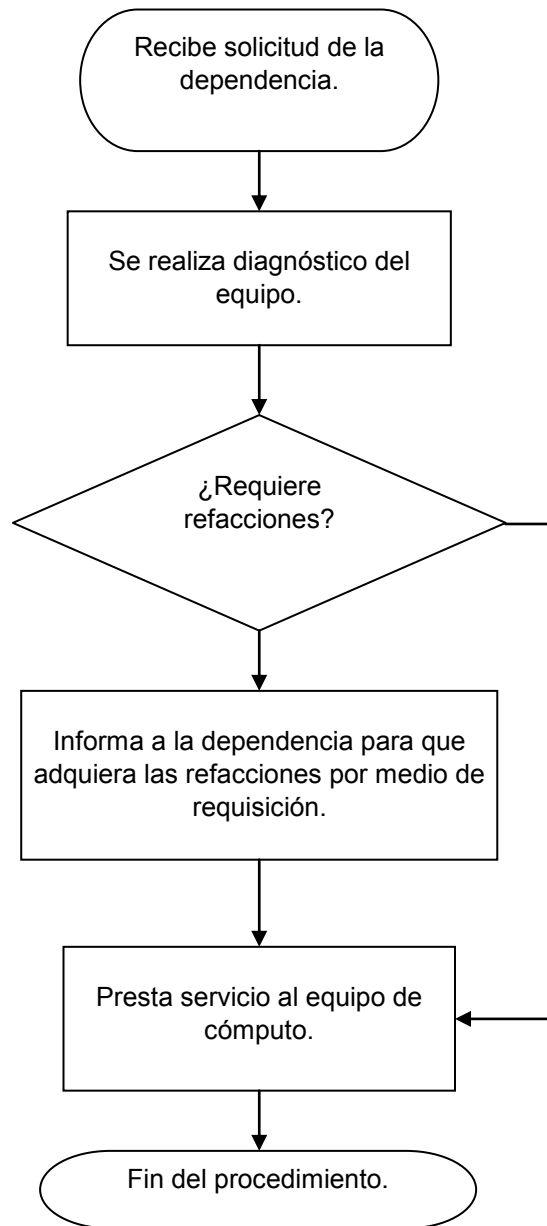 Recibe solicitud de la
dependencia.
Se realiza diagnóstico del
equipo.
¿Requiere
refacciones?
Informa a la dependencia para que
adquiera las refacciones por medio de
requisición.
Presta servicio al equipo de
cómputo.
Fin del procedimiento.